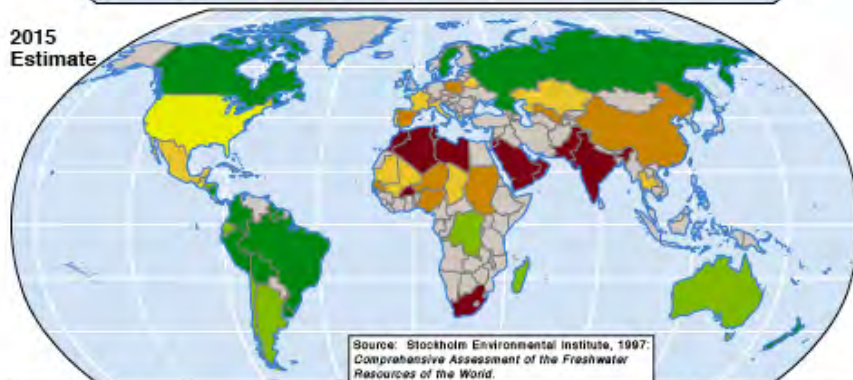 2015
Estimate
Source: Stockholm Environmental Institute, 1997:
Comprehensive Assessment of the Freshwater
Resources of the World.